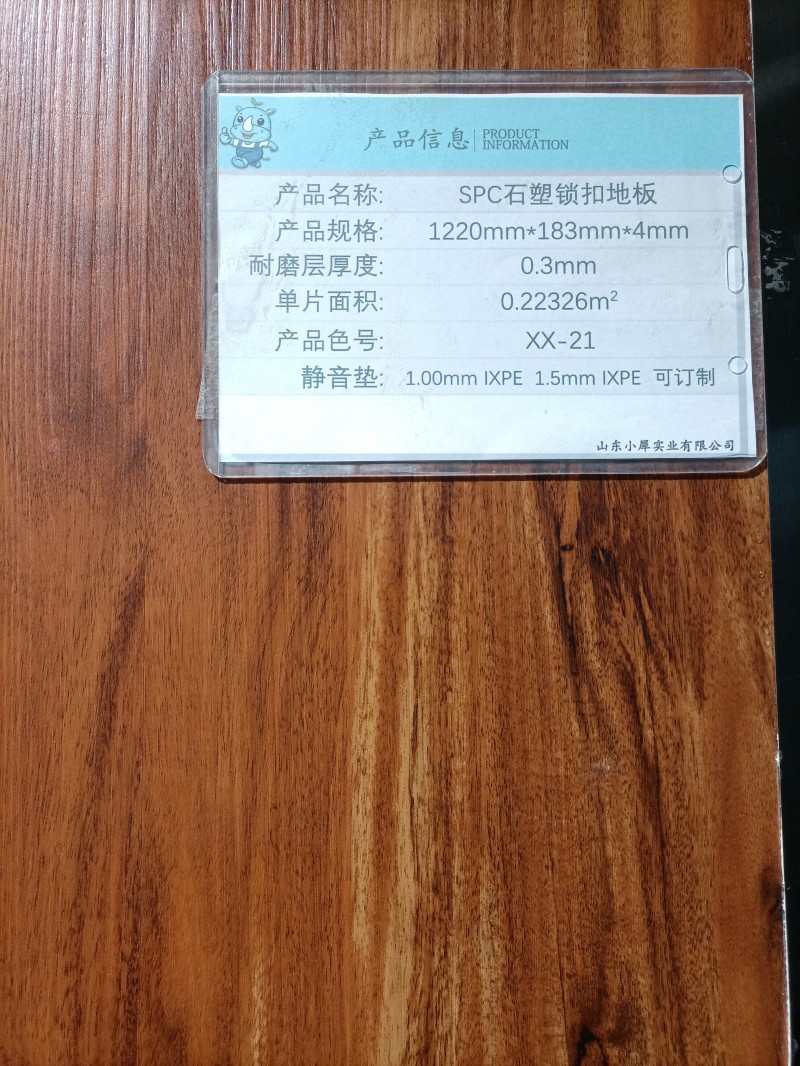 产品信息 PRODUCT INFORMATION
产品名称: SPC石塑锁扣地板
产品规格: 1220mm*183mm*4mm
耐磨层厚度: 0.3mm
单片面积: 0.22326m²
产品色号: XX-21
静音垫: 1.00mm IXPE 1.5mm IXPE 可订制
山东小犀实业有限公司